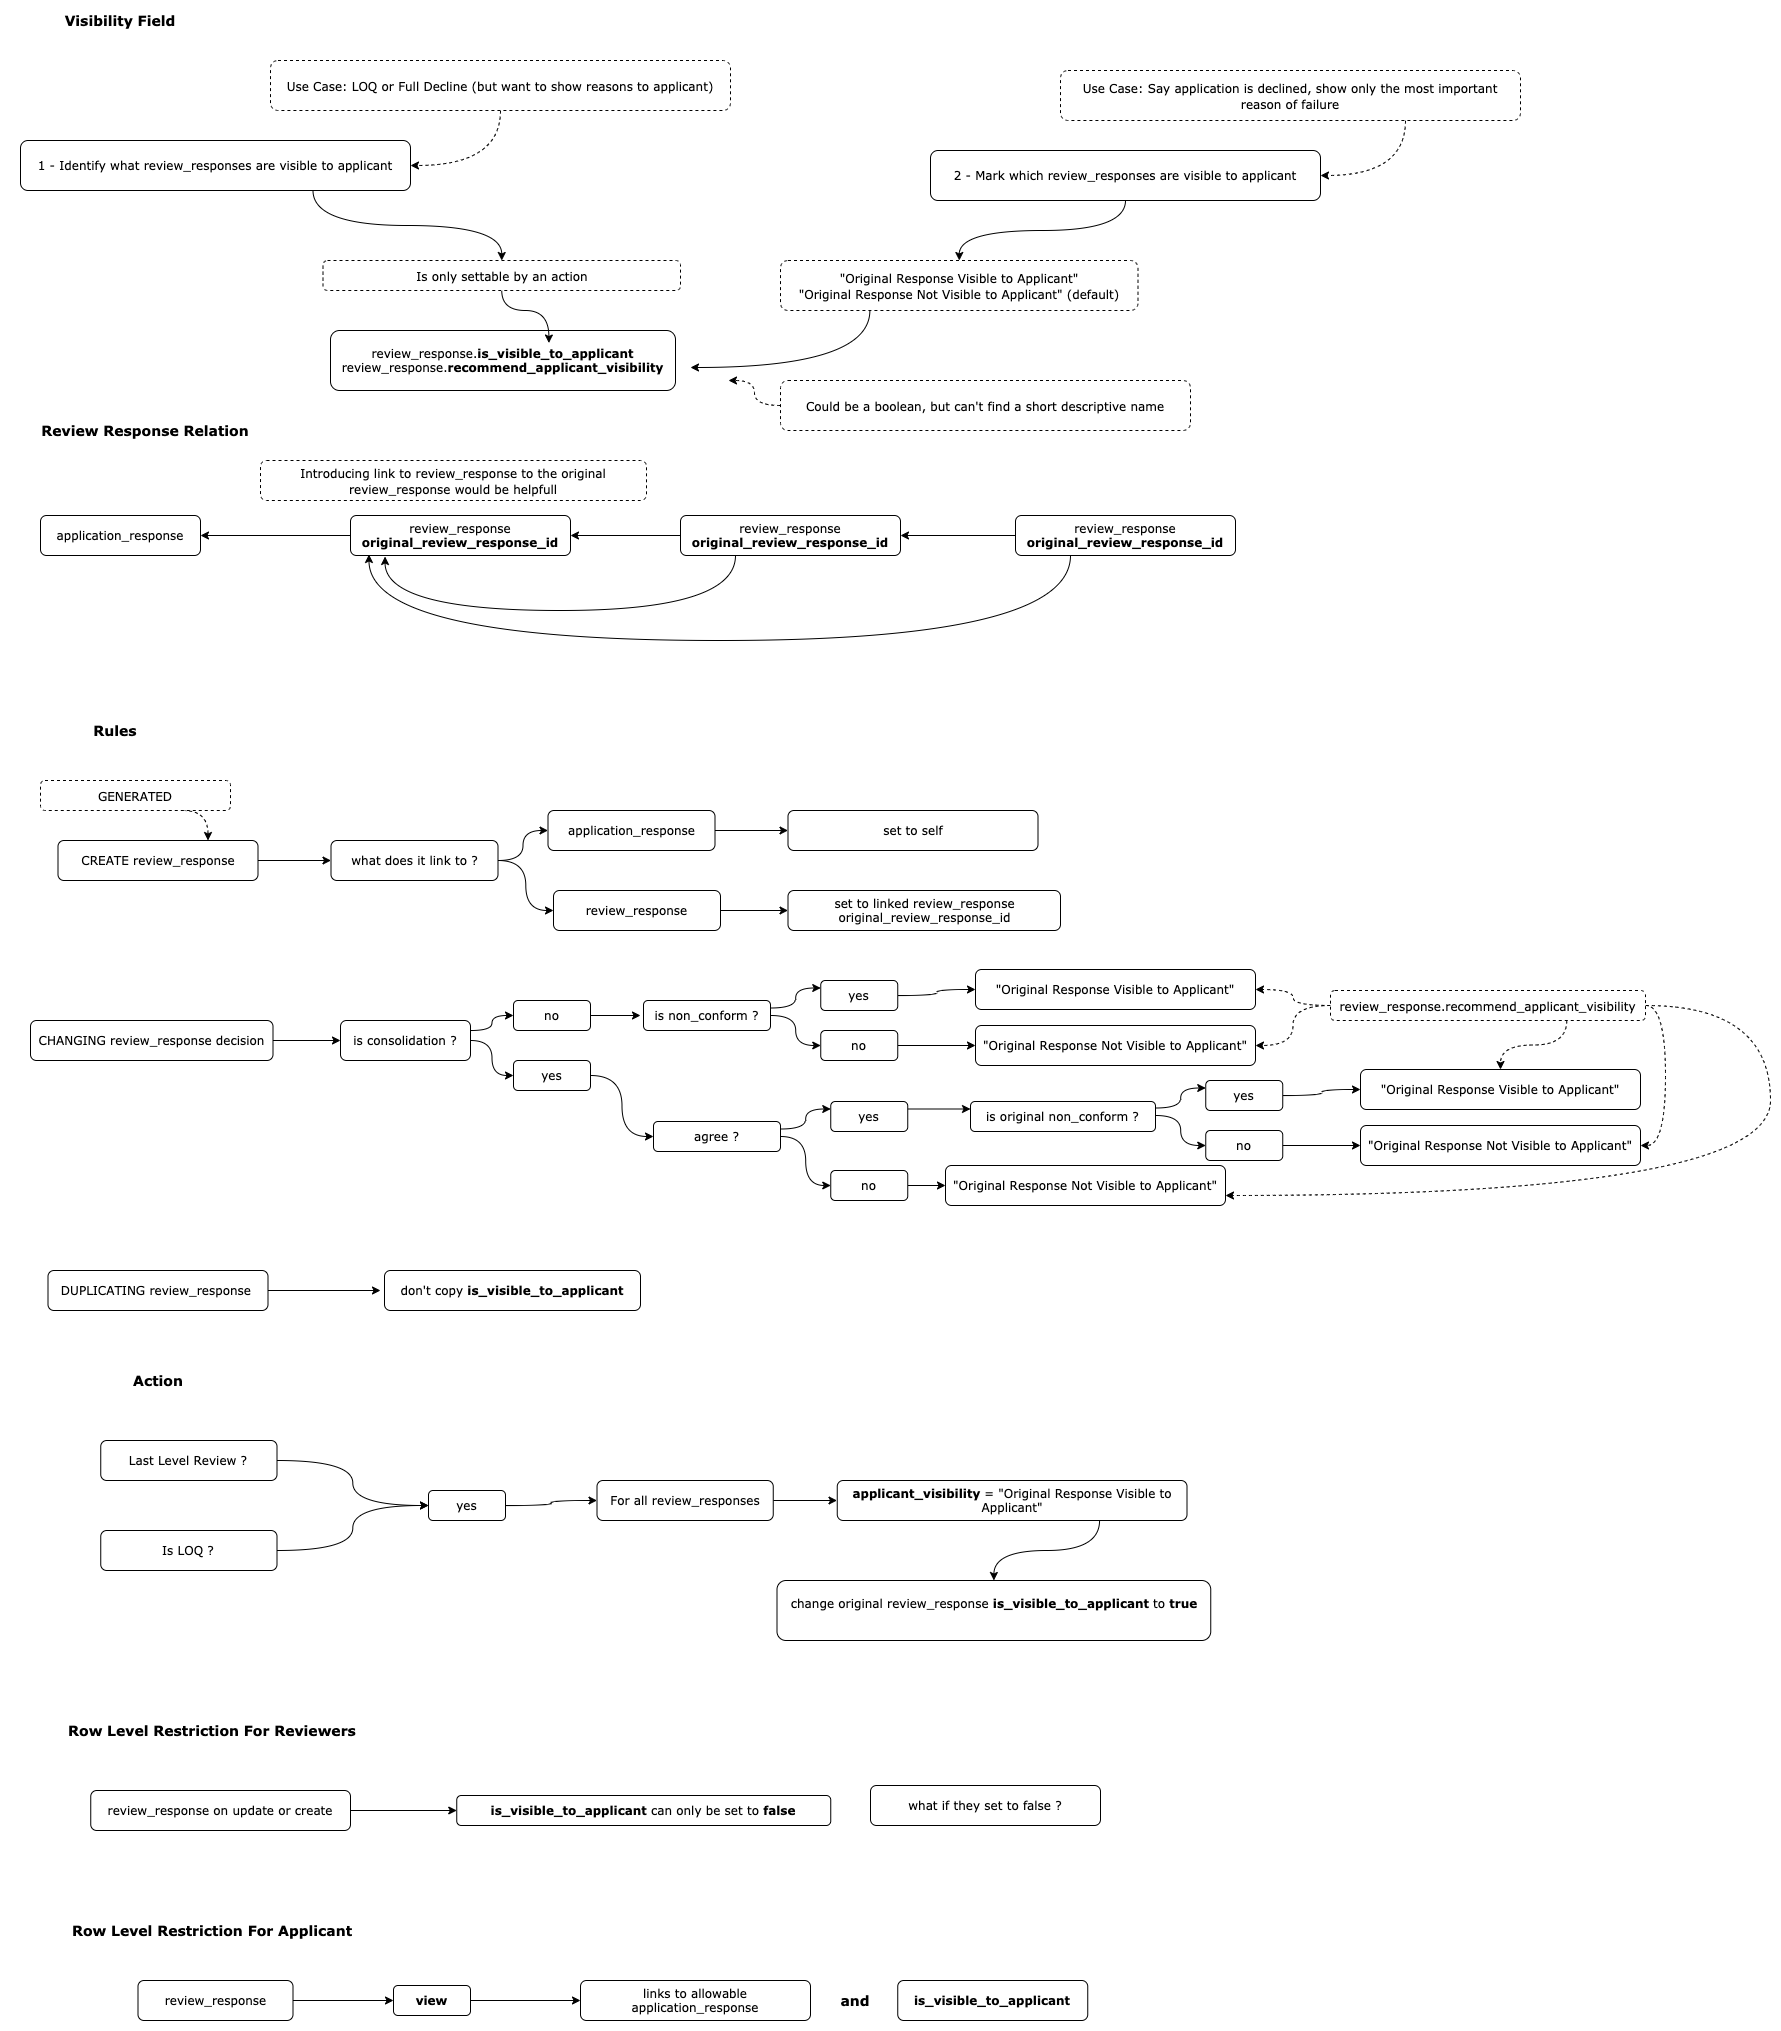 Visibility Field
Use Case: LOQ or Full Decline (but want to show reasons to applicant)
Use Case: Say application is declined, show only the most important
reason of failure
1 - Identify what review_responses are visible to applicant
2 - Mark which review_responses are visible to applicant
Is only settable by an action
"Original Response Visible to Applicant"
"Original Response Not Visible to Applicant" (default)
review_response.is_visible_to_applicant
review_response.recommend_applicant_visibility
Could be a boolean, but can't find a short descriptive name
Review Response Relation
Introducing link to review_response to the original
review_response would be helpfull
application_response
review_response
original_review_response_id
review_response
original_review_response_id
review_response
original_review_response_id
Rules
GENERATED
CREATE review_response
what does it link to ?
application_response
set to self
review_response
set to linked review_response
original_review_response_id
CHANGING review_response decision
is consolidation ?
no
is non_conform ?
yes
"Original Response Visible to Applicant"
no
"Original Response Not Visible to Applicant"
review_response.recommend_applicant_visibility
yes
agree ?
yes
is original non_conform ?
yes
"Original Response Visible to Applicant"
no
"Original Response Not Visible to Applicant"
no
"Original Response Not Visible to Applicant"
DUPLICATING review_response
don't copy is_visible_to_applicant
Action
Last Level Review ?
Is LOQ ?
yes
For all review_responses
applicant_visibility = "Original Response Visible to
Applicant"
change original review_response is_visible_to_applicant to true
Row Level Restriction For Reviewers
review_response on update or create
is_visible_to_applicant can only be set to false
what if they set to false ?
Row Level Restriction For Applicant
review_response
view
links to allowable
application_response
and
is_visible_to_applicant